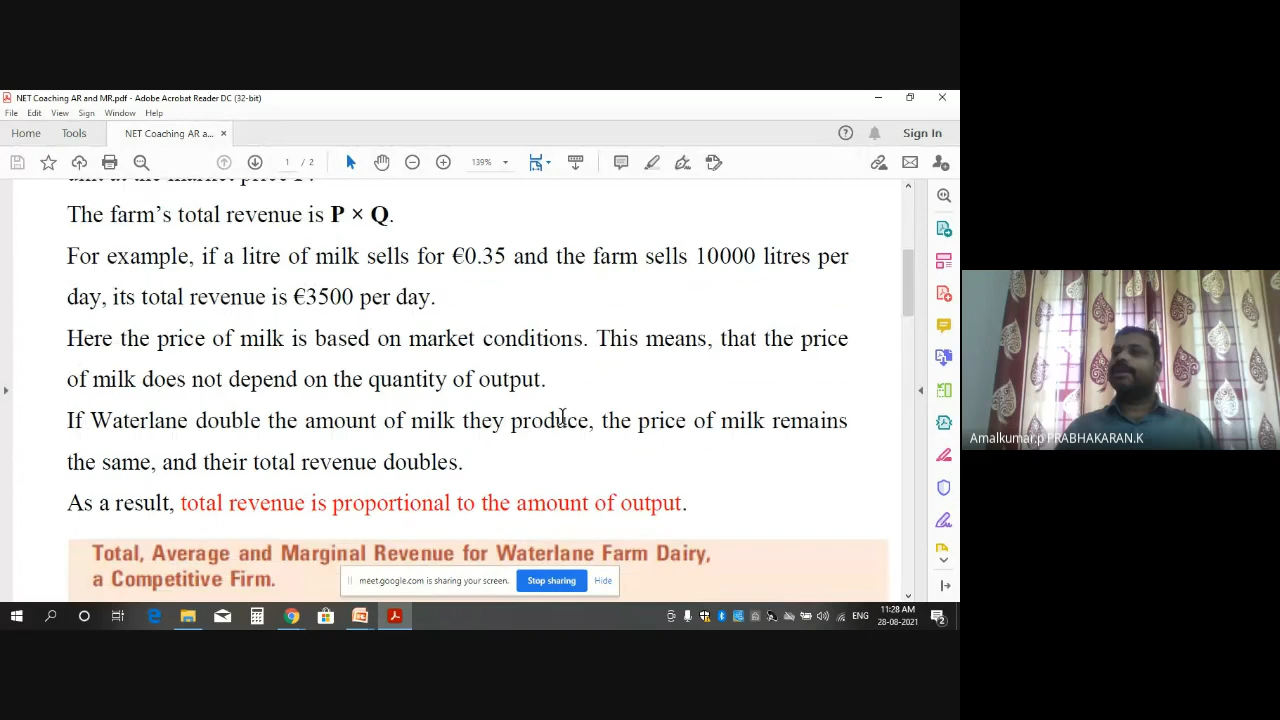 NET Coaching AR and MR.pdf - Adobe Acrobat Reader DC (32-bit)
File Edit View Sign Window Help
Home Tools NET Coaching AR a... × Sign In
1 / 2 139%
The farm's total revenue is P × Q.
For example, if a litre of milk sells for €0.35 and the farm sells 10000 litres per
day, its total revenue is €3500 per day.
Here the price of milk is based on market conditions. This means, that the price
of milk does not depend on the quantity of output.
If Waterlane double the amount of milk they produce, the price of milk remains
the same, and their total revenue doubles.
As a result, total revenue is proportional to the amount of output.
Total, Average and Marginal Revenue for Waterlane Farm Dairy,
a Competitive Firm.
meet.google.com is sharing your screen. Stop sharing Hide
ENG 11:28 AM
28-08-2021 2
Amalkumar.p PRABHAKARAN.K